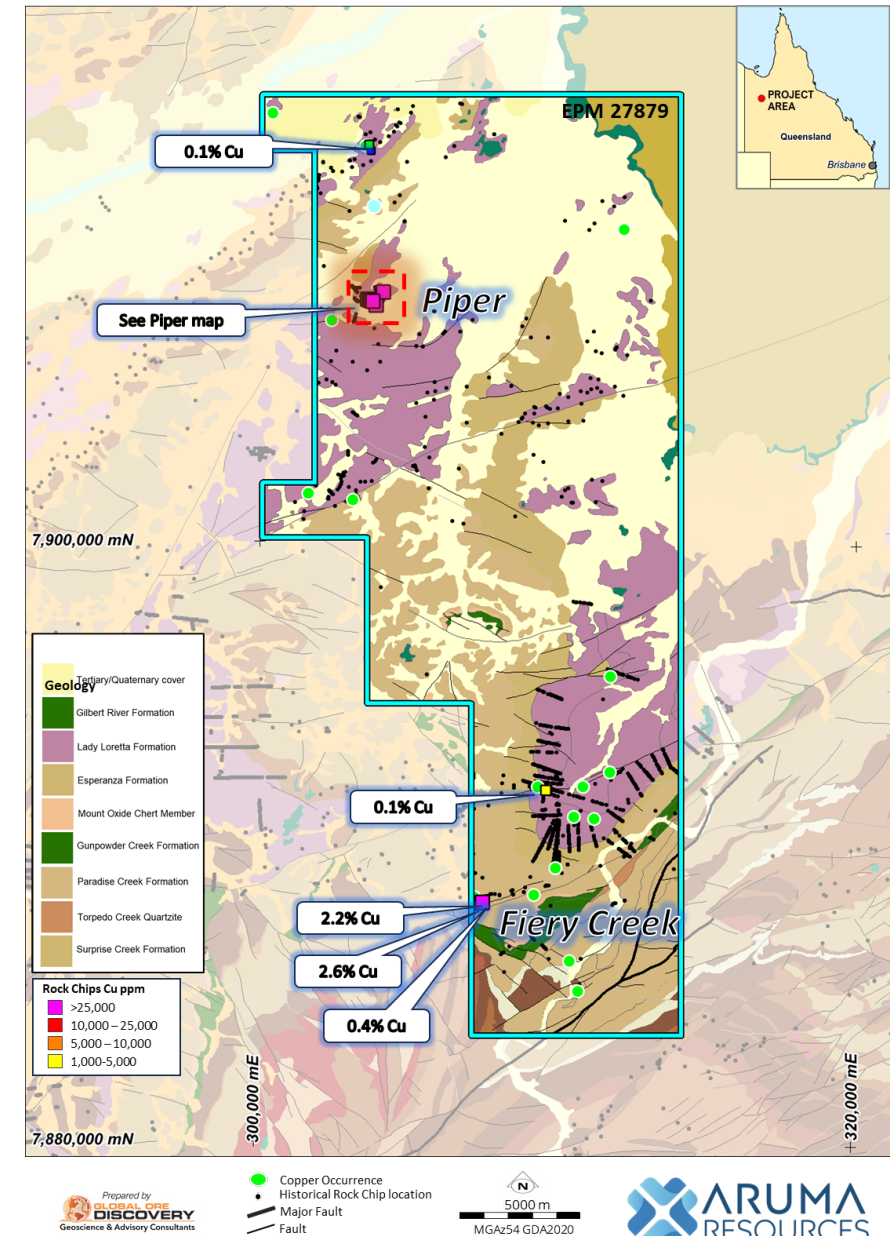 EPM 27879
PROJECT
AREA
Queensland
Brisbane
0.1% Cu
Piper
See Piper map
7,900,000 mN
Geology
Tertiary/Quaternary cover
Gilbert River Formation
Lady Loretta Formation
Esperanza Formation
Mount Oxide Chert Member
Gunpowder Creek Formation
Paradise Creek Formation
Torpedo Creek Quartzite
Surprise Creek Formation
0.1% Cu
2.2% Cu
Fiery Creek
2.6% Cu
0.4% Cu
Rock Chips Cu ppm
>25,000
10,000 – 25,000
5,000 – 10,000
1,000-5,000
300,000 mE
320,000 mE
7,880,000 mN
Prepared by
GLOBAL ORE
DISCOVERY
Geoscience & Advisory Consultants
Copper Occurrence
Historical Rock Chip location
Major Fault
Fault
N
5000 m
MGAz54 GDA2020
ARUMA
RESOURCES